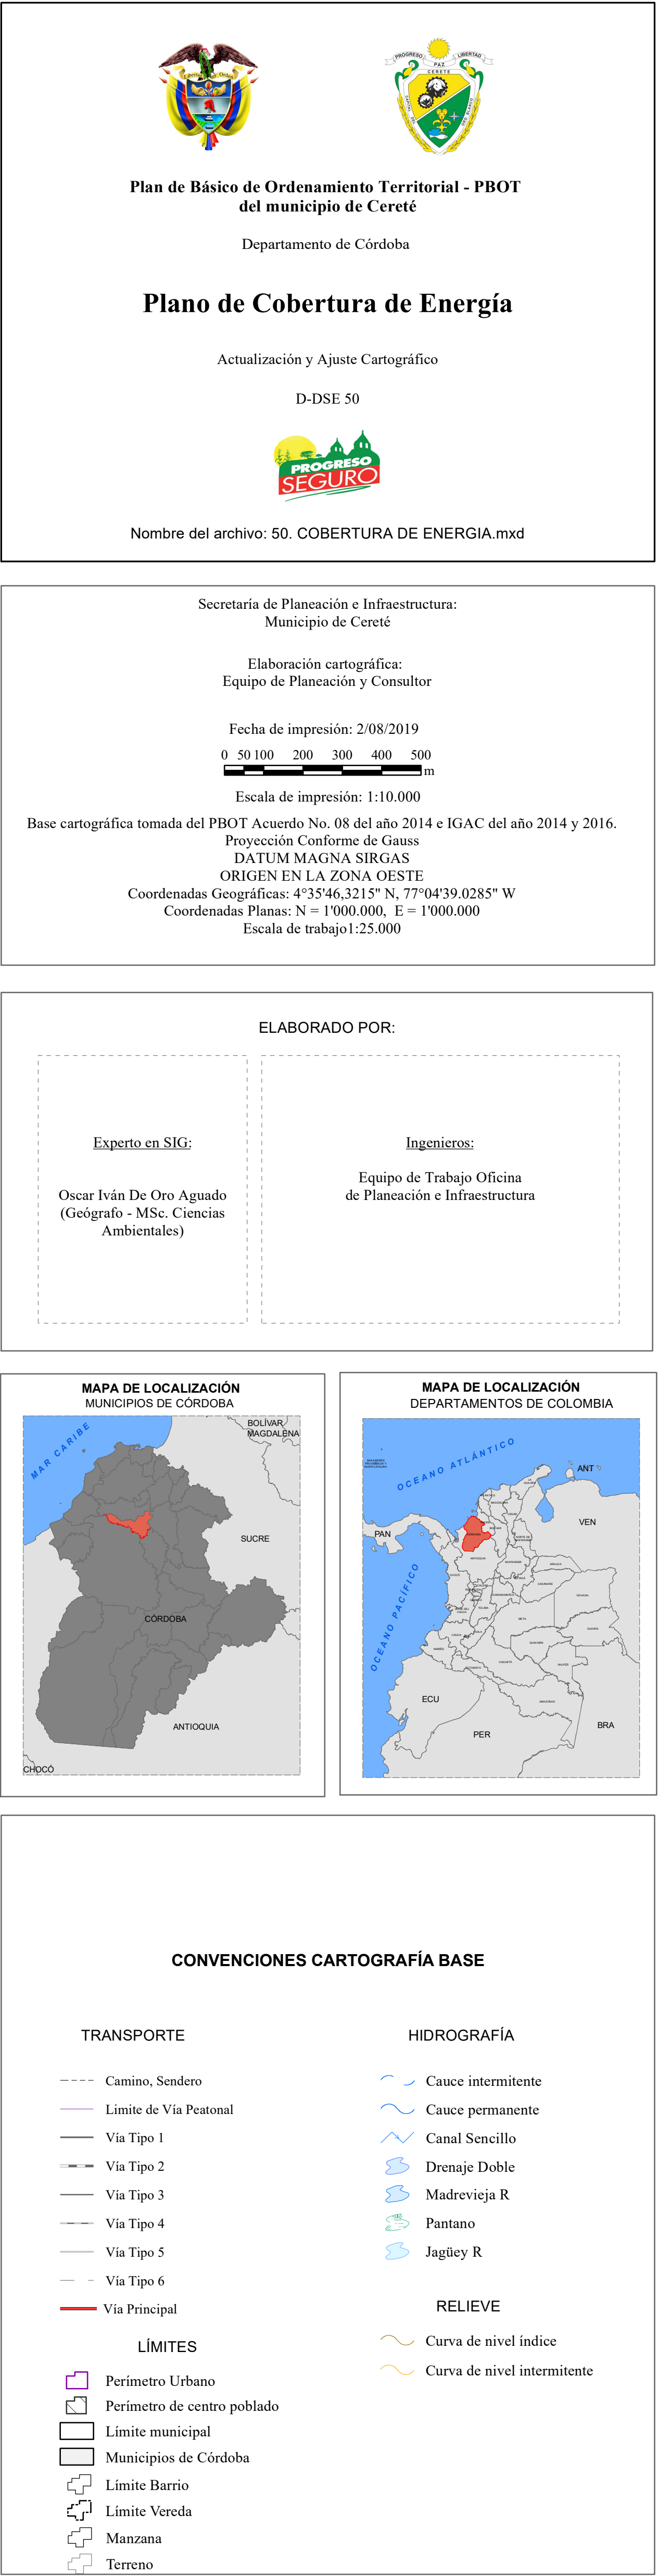 PROGRESO
LIBERTAD
PAZ
CERETÉ
Plan de Básico de Ordenamiento Territorial - PBOT
del municipio de Cereté
Departamento de Córdoba
Plano de Cobertura de Energía
Actualización y Ajuste Cartográfico
D-DSE 50
PROGRESO
SEGURO
Nombre del archivo: 50. COBERTURA DE ENERGIA.mxd
Secretaría de Planeación e Infraestructura:
Municipio de Cereté
Elaboración cartográfica:
Equipo de Planeación y Consultor
Fecha de impresión: 2/08/2019
0 50 100 200 300 400 500
m
Escala de impresión: 1:10.000
Base cartográfica tomada del PBOT Acuerdo No. 08 del año 2014 e IGAC del año 2014 y 2016.
Proyección Conforme de Gauss
DATUM MAGNA SIRGAS
ORIGEN EN LA ZONA OESTE
Coordenadas Geográficas: 4°35'46,3215" N, 77°04'39.0285" W
Coordenadas Planas: N = 1'000.000, E = 1'000.000
Escala de trabajo1:25.000
ELABORADO POR:
Experto en SIG:
Oscar Iván De Oro Aguado
(Geógrafo - MSc. Ciencias
Ambientales)
Ingenieros:
Equipo de Trabajo Oficina
de Planeación e Infraestructura
MAPA DE LOCALIZACIÓN
MUNICIPIOS DE CÓRDOBA
MAR CARIBE
BOLÍVAR
MAGDALENA
SUCRE
CÓRDOBA
ANTIOQUIA
CHOCÓ
MAPA DE LOCALIZACIÓN
DEPARTAMENTOS DE COLOMBIA
OCEANO ATLÁNTICO
ANT
PAN
VEN
OCEANO PACÍFICO
ECU
PER
BRA
CONVENCIONES CARTOGRAFÍA BASE
TRANSPORTE
Camino, Sendero
Limite de Vía Peatonal
Vía Tipo 1
Vía Tipo 2
Vía Tipo 3
Vía Tipo 4
Vía Tipo 5
Vía Tipo 6
Vía Principal
LÍMITES
Perímetro Urbano
Perímetro de centro poblado
Límite municipal
Municipios de Córdoba
Límite Barrio
Límite Vereda
Manzana
Terreno
HIDROGRAFÍA
Cauce intermitente
Cauce permanente
Canal Sencillo
Drenaje Doble
Madrevieja R
Pantano
Jagüey R
RELIEVE
Curva de nivel índice
Curva de nivel intermitente